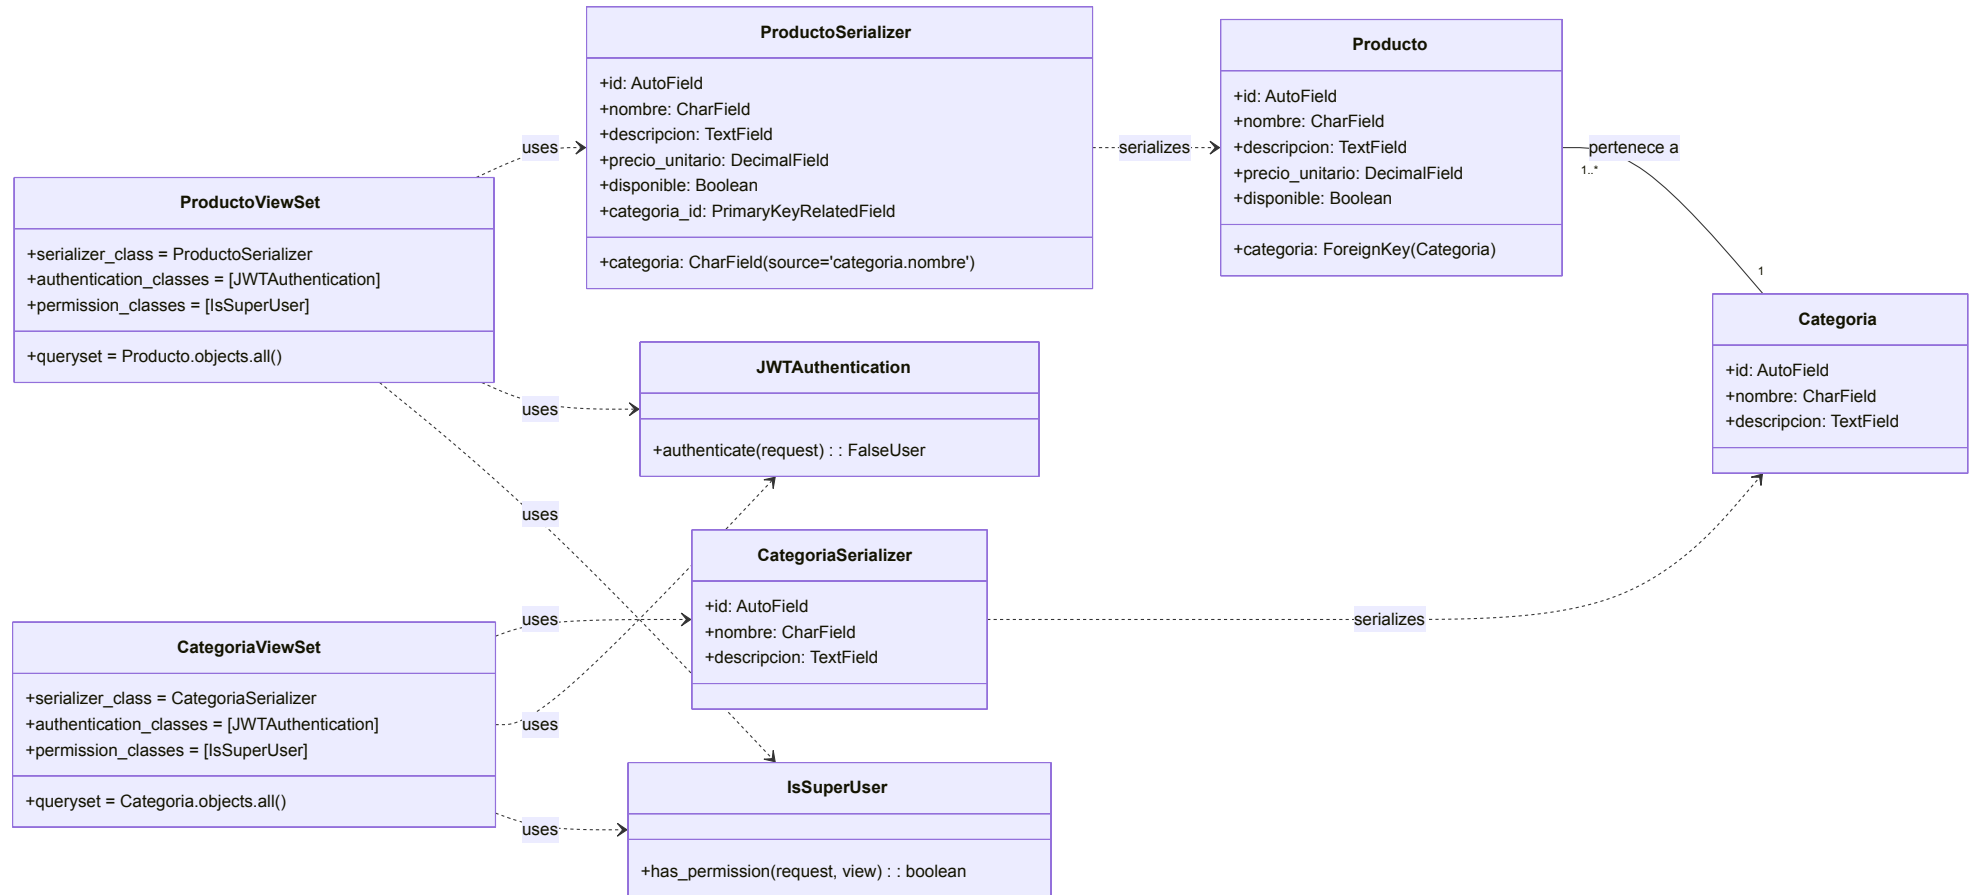 ProductoSerializer
+id: AutoField
+nombre: CharField
+descripcion: TextField
+precio_unitario: DecimalField
+disponible: Boolean
+categoria_id: PrimaryKeyRelatedField
+categoria: CharField(source='categoria.nombre')
Producto
+id: AutoField
+nombre: CharField
+descripcion: TextField
+precio_unitario: DecimalField
+disponible: Boolean
+categoria: ForeignKey(Categoria)
uses
serializes
pertenece a
1..*
1
ProductoViewSet
+serializer_class = ProductoSerializer
+authentication_classes = [JWTAuthentication]
+permission_classes = [IsSuperUser]
+queryset = Producto.objects.all()
uses
JWTAuthentication
+authenticate(request) : : FalseUser
Categoria
+id: AutoField
+nombre: CharField
+descripcion: TextField
uses
CategoriaSerializer
+id: AutoField
+nombre: CharField
+descripcion: TextField
uses
serializes
CategoriaViewSet
+serializer_class = CategoriaSerializer
+authentication_classes = [JWTAuthentication]
+permission_classes = [IsSuperUser]
+queryset = Categoria.objects.all()
uses
uses
IsSuperUser
+has_permission(request, view) : : boolean